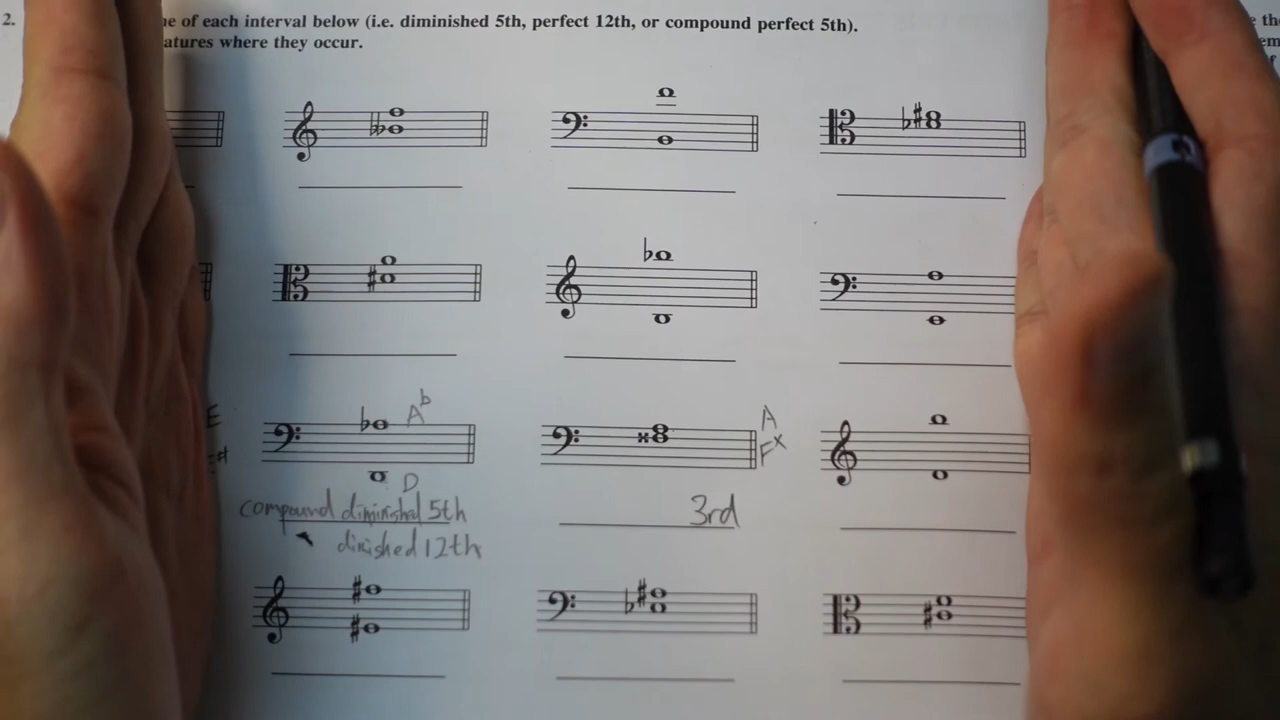 2.
e of each interval below (i.e. diminished 5th, perfect 12th, or compound perfect 5th).
atures where they occur.
E
A b
D
A
F x
compound diminished 5th
3rd
dimished 12th